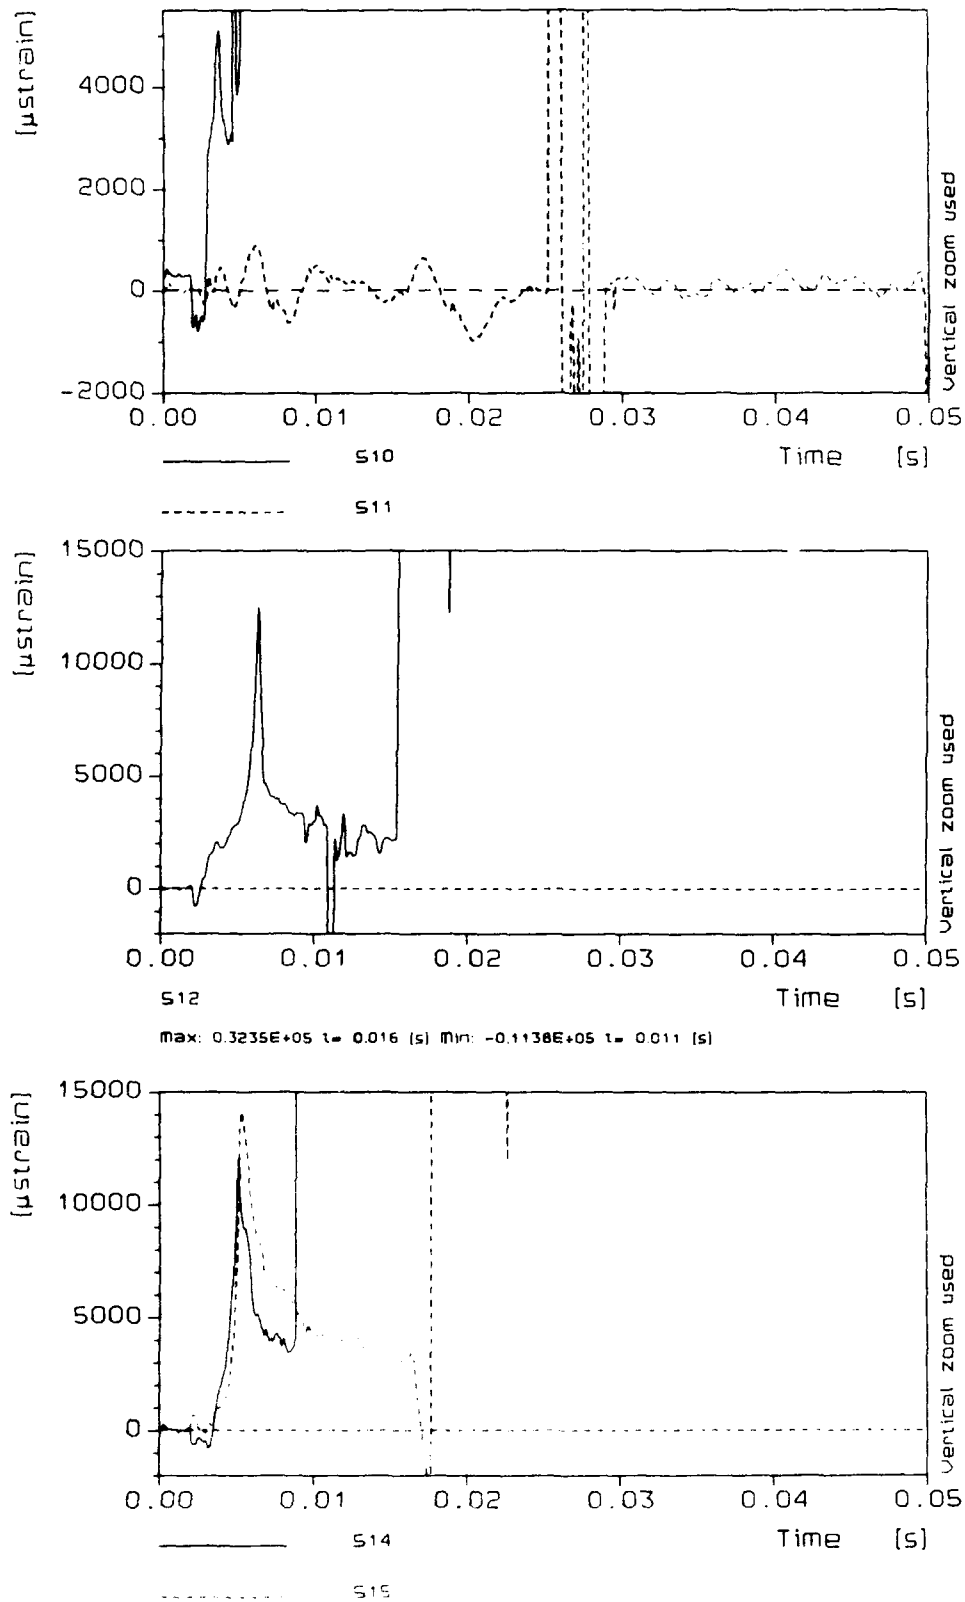 [µstrain]
4000
2000
0
-2000
0.00 0.01 0.02 0.03 0.04 0.05
Time [s]
Vertical zoom used
S10
S11
[µstrain]
15000
10000
5000
0
0.00 0.01 0.02 0.03 0.04 0.05
S12 Time [s]
Vertical zoom used
Max: 0.3235E+05 t= 0.016 [s] Min: -0.1138E+05 t= 0.011 [s]
[µstrain]
15000
10000
5000
0
0.00 0.01 0.02 0.03 0.04 0.05
Time [s]
Vertical zoom used
S14
S15